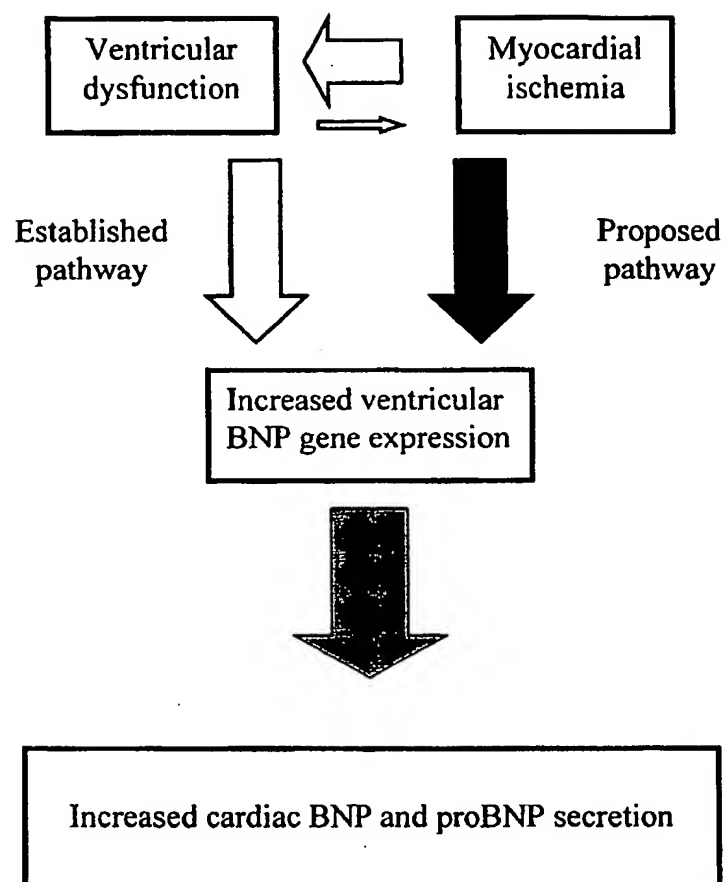 Ventricular
dysfunction
Myocardial
ischemia
Established
pathway
Proposed
pathway
Increased ventricular
BNP gene expression
Increased cardiac BNP and proBNP secretion